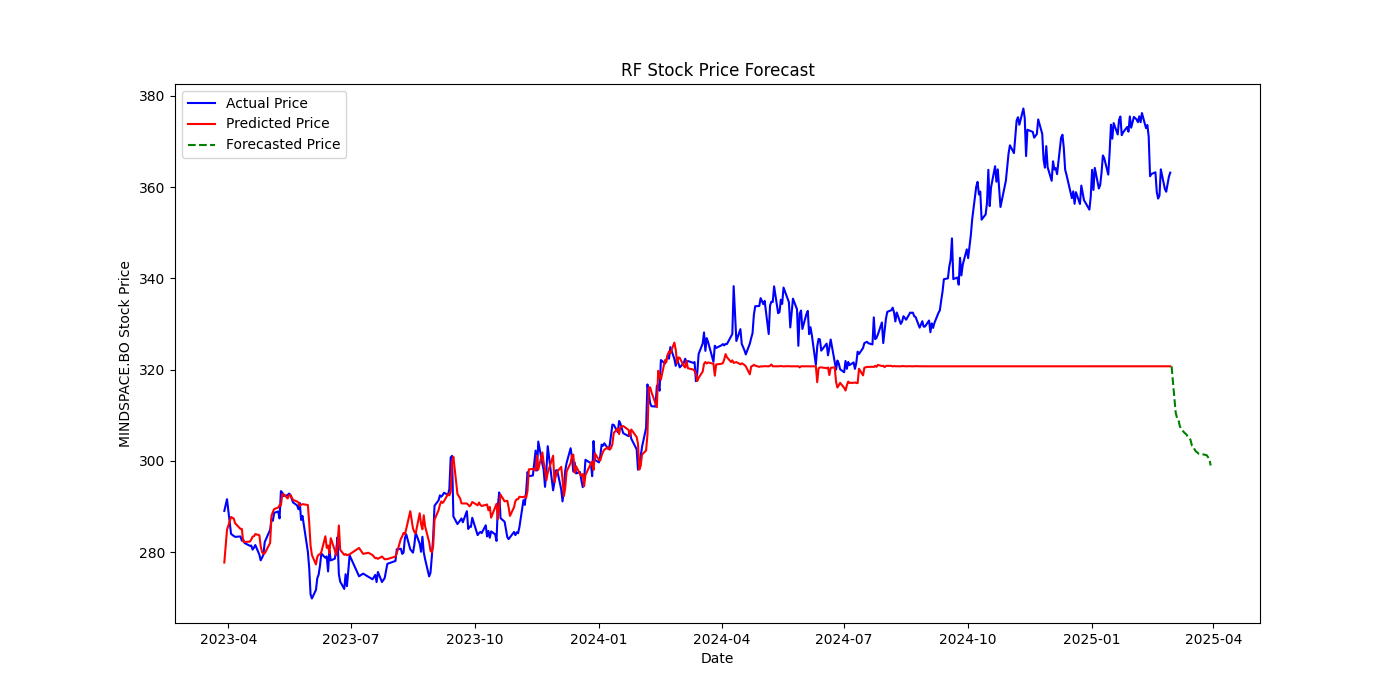 RF Stock Price Forecast
Actual Price
Predicted Price
Forecasted Price
MINDSPACE.BO Stock Price
380
360
340
320
300
280
2023-04 2023-07 2023-10 2024-01 2024-04 2024-07 2024-10 2025-01 2025-04
Date